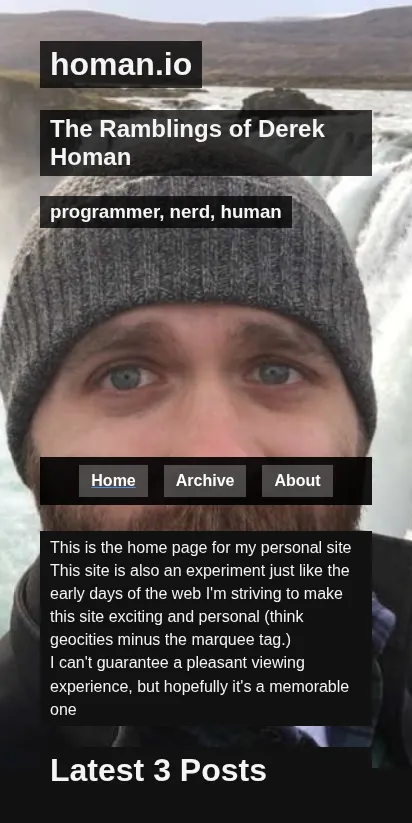 homan.io
The Ramblings of Derek
Homan
programmer, nerd, human
Home Archive About
This is the home page for my personal site
This site is also an experiment just like the
early days of the web I'm striving to make
this site exciting and personal (think
geocities minus the marquee tag.)
I can't guarantee a pleasant viewing
experience, but hopefully it's a memorable
one
Latest 3 Posts